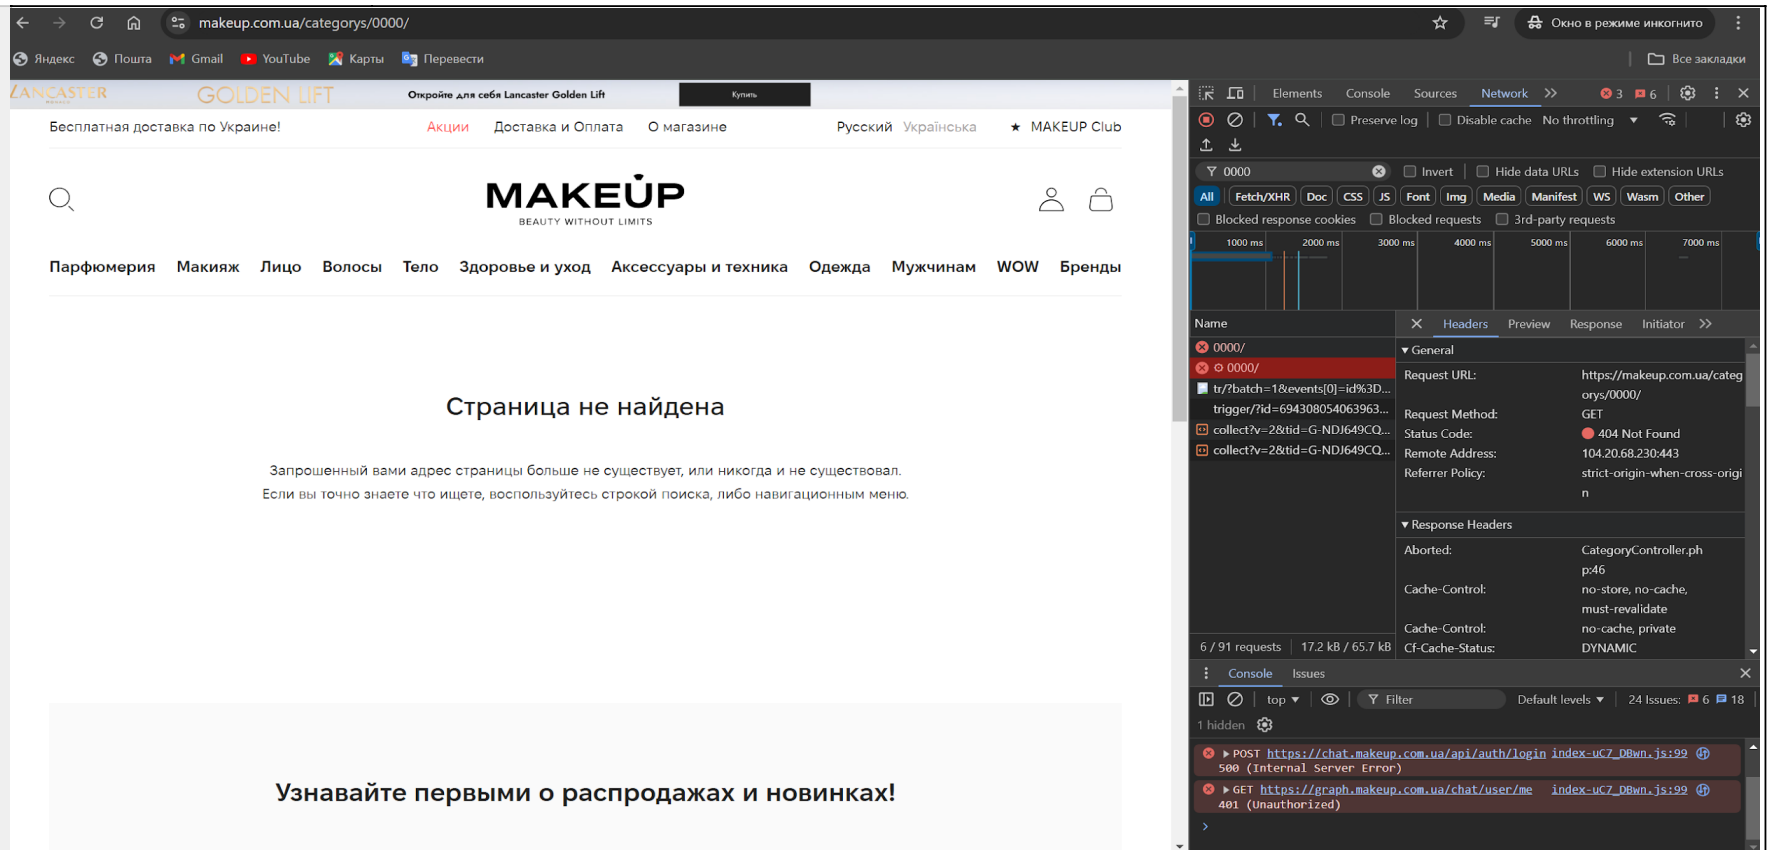 makeup.com.ua/categorys/0000/
Окно в режиме инкогнито
Яндекс Почта Gmail YouTube Карты Перевести
Все закладки
LANCASTER GOLDEN LIFT Откройте для себя Lancaster Golden Lift Купить
Бесплатная доставка по Украине! Акции Доставка и Оплата О магазине Русский Українська ★ MAKEUP Club
MAKEUP
BEAUTY WITHOUT LIMITS
Парфюмерия Макияж Лицо Волосы Тело Здоровье и уход Аксессуары и техника Одежда Мужчинам WOW Бренды
Страница не найдена
Запрошенный вами адрес страницы больше не существует, или никогда и не существовал.
Если вы точно знаете что ищете, воспользуйтесь строкой поиска, либо навигационным меню.
Узнавайте первыми о распродажах и новинках!
Elements Console Sources Network >> 3 6
Preserve log Disable cache No throttling
0000 Invert Hide data URLs Hide extension URLs
All Fetch/XHR Doc CSS JS Font Img Media Manifest WS Wasm Other
Blocked response cookies Blocked requests 3rd-party requests
1000 ms 2000 ms 3000 ms 4000 ms 5000 ms 6000 ms 7000 ms
Name
0000/
0000/
tr/?batch=1&events[0]=id%3D...
trigger/?id=694308054063963...
collect?v=2&tid=G-NDJ649CQ...
collect?v=2&tid=G-NDJ649CQ...
6 / 91 requests 17.2 kB / 65.7 kB
Headers Preview Response Initiator >>
General
Request URL: https://makeup.com.ua/categ
orys/0000/
Request Method: GET
Status Code: 404 Not Found
Remote Address: 104.20.68.230:443
Referrer Policy: strict-origin-when-cross-origi
n
Response Headers
Aborted: CategoryController.ph
p:46
Cache-Control: no-store, no-cache,
must-revalidate
Cache-Control: no-cache, private
Cf-Cache-Status: DYNAMIC
Console Issues
top Filter Default levels 24 Issues: 6 18
1 hidden
POST https://chat.makeup.com.ua/api/auth/login index-uC7_DBwn.js:99
500 (Internal Server Error)
GET https://graph.makeup.com.ua/chat/user/me index-uC7_DBwn.js:99
401 (Unauthorized)